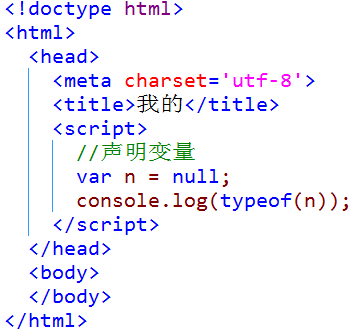 <!doctype html>
<html>
<head>
<meta charset='utf-8'>
<title>我的</title>
<script>
//声明变量
var n = null;
console.log(typeof(n));
</script>
</head>
<body>
</body>
</html>